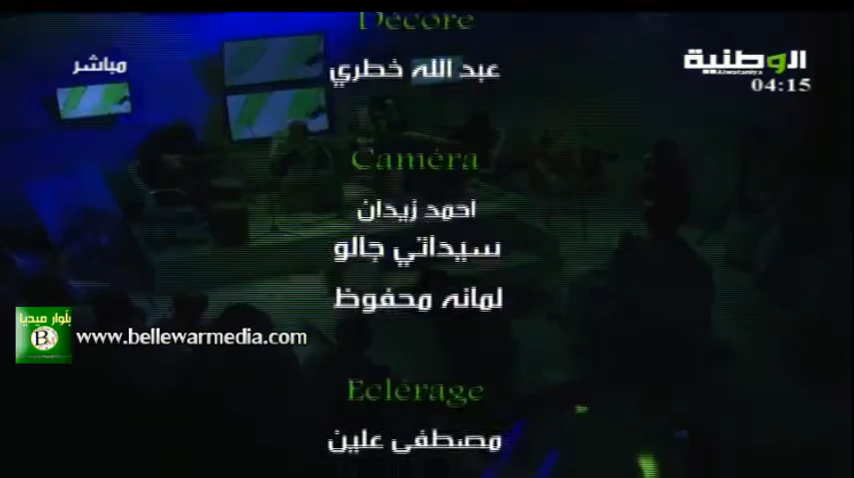 Décore
مباشر
عبد الله خطري
الوطنية
Alwataniya
04:15
Caméra
احمد زيدان
سيداتي جالو
لمانه محفوظ
بلوار ميديا
www.bellewarmedia.com
Eclérage
مصطفى علين